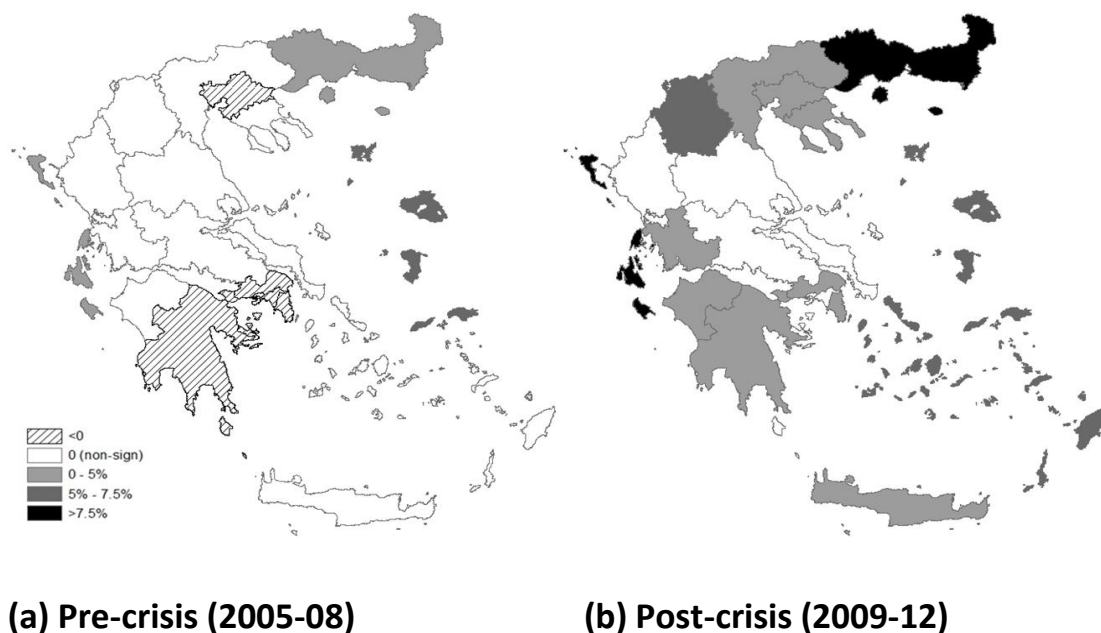 <0
0 (non-sign)
0 - 5%
5% - 7.5%
>7.5%
(a) Pre-crisis (2005-08)
(b) Post-crisis (2009-12)